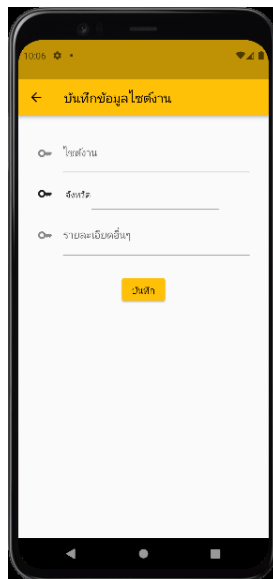 10:06
บันทึกข้อมูลไซต์งาน
ไซต์งาน
จังหวัด
รายละเอียดอื่นๆ
บันทึก